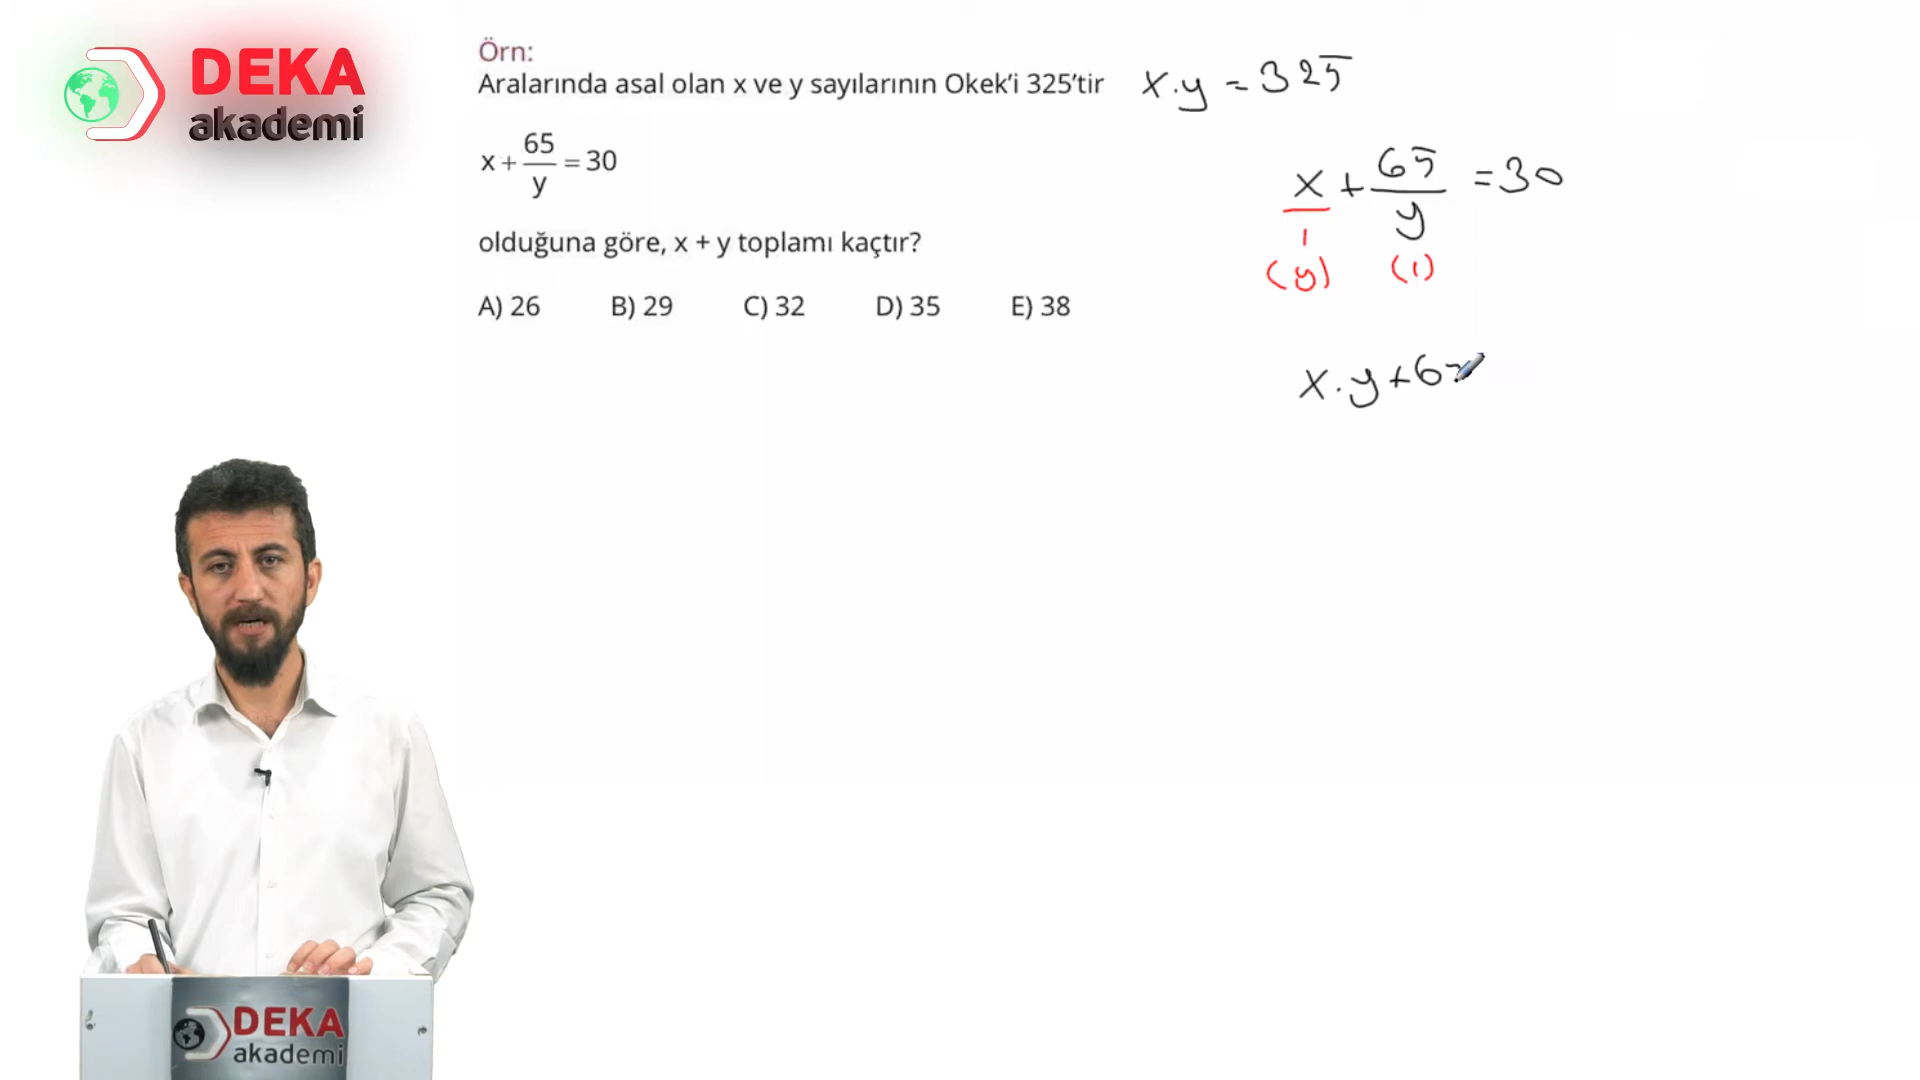 DEKA
akademi
Örn:
Aralarında asal olan x ve y sayılarının Okek'i 325'tir
x + 65/y = 30
olduğuna göre, x + y toplamı kaçtır?
A) 26 B) 29 C) 32 D) 35 E) 38
x.y = 325
x/1 + 65/y = 30
(y) (1)
x.y+6
DEKA
akademi